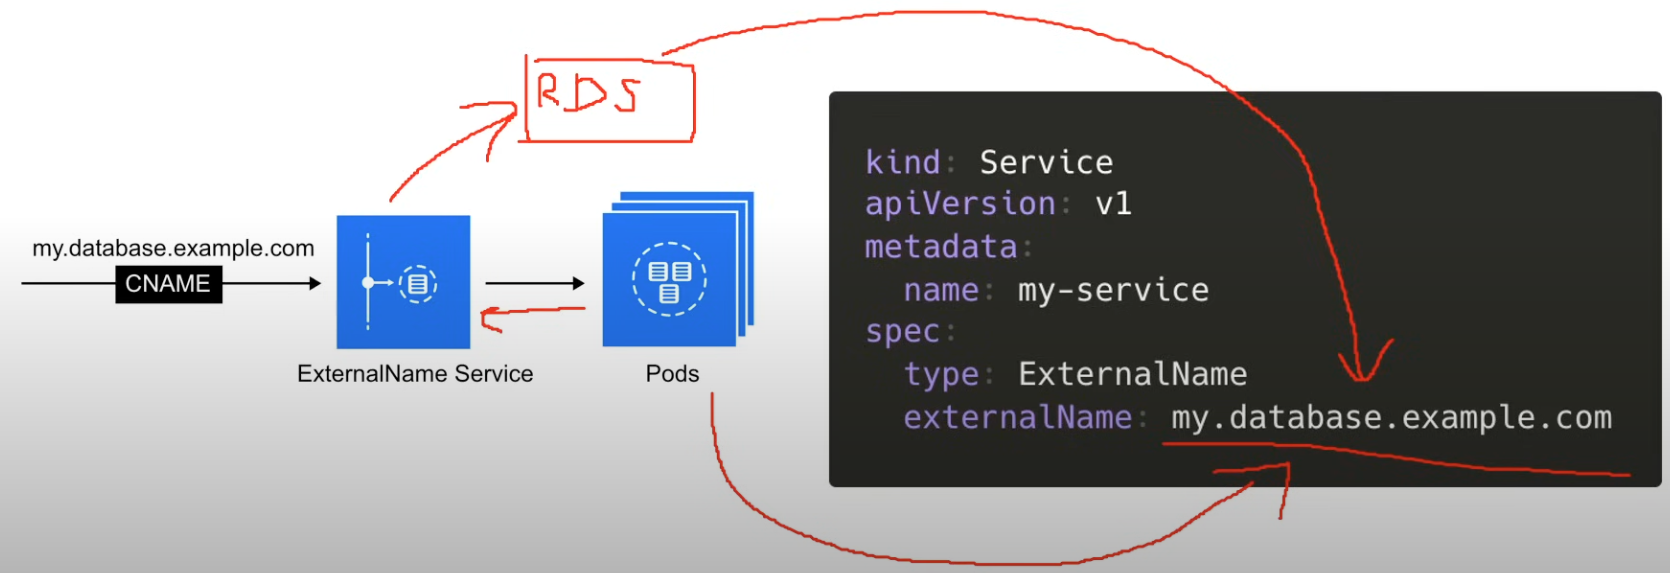 RDS
my.database.example.com
CNAME
ExternalName Service
Pods
kind: Service
apiVersion: v1
metadata:
name: my-service
spec:
type: ExternalName
externalName: my.database.example.com